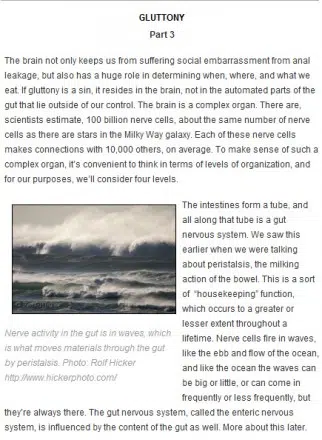 GLUTTONY
Part 3
The brain not only keeps us from suffering social embarrassment from anal
leakage, but also has a huge role in determining when, where, and what we
eat. If gluttony is a sin, it resides in the brain, not in the automated parts of the
gut that lie outside of our control. The brain is a complex organ. There are,
scientists estimate, 100 billion nerve cells, about the same number of nerve
cells as there are stars in the Milky Way galaxy. Each of these nerve cells
makes connections with 10,000 others, on average. To make sense of such a
complex organ, it's convenient to think in terms of levels of organization, and
for our purposes, we'll consider four levels.
The intestines form a tube, and
all along that tube is a gut
nervous system. We saw this
earlier when we were talking
about peristalsis, the milking
action of the bowel. This is a sort
of "housekeeping" function,
which occurs to a greater or
lesser extent throughout a
lifetime. Nerve cells fire in waves,
like the ebb and flow of the ocean,
and like the ocean the waves can
be big or little, or can come in
frequently or less frequently, but
they're always there. The gut nervous system, called the enteric nervous
system, is influenced by the content of the gut as well. More about this later.
Nerve activity in the gut is in waves, which
is what moves materials through the gut
by peristalsis. Photo: Rolf Hicker
http://www.hickerphoto.com/